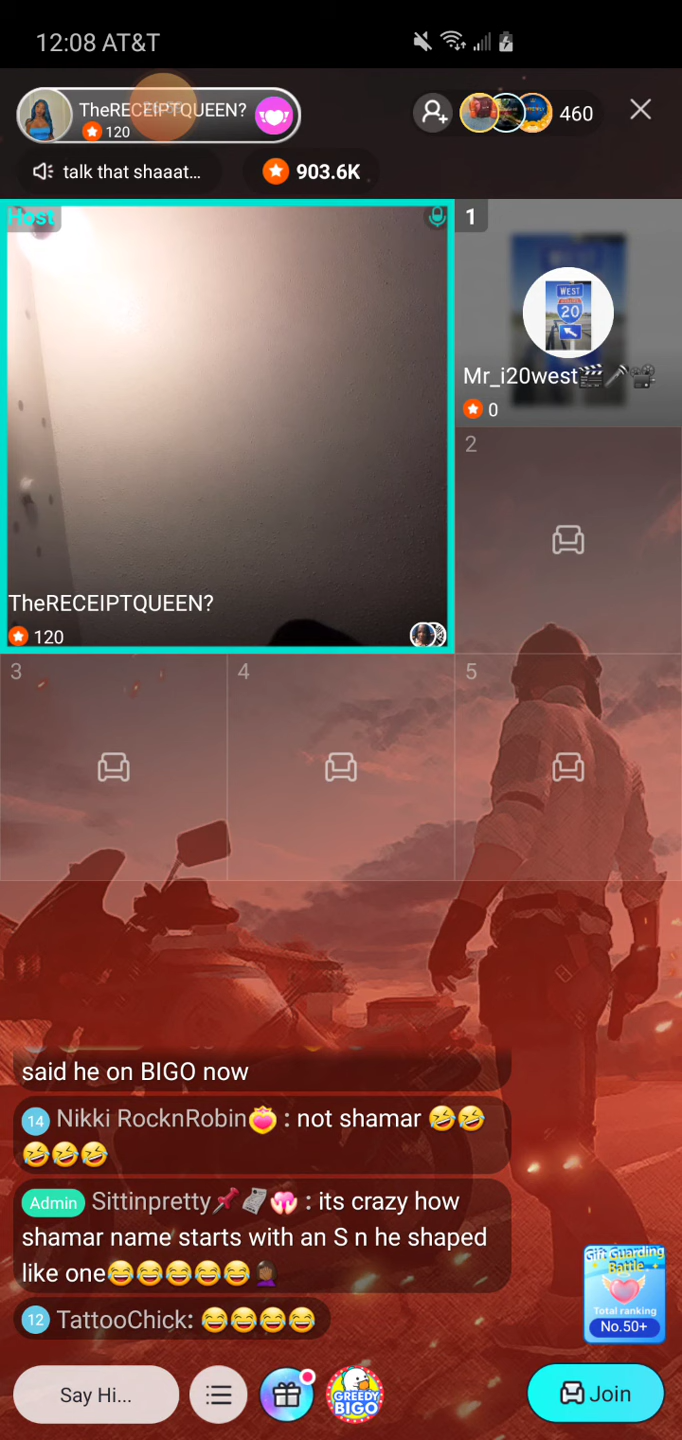 12:08 AT&T
TheRECEIPTQUEEN?
120
460
talk that shaaat...
903.6K
Host
1
WEST
20
Mr_i20west🎬🎤📽
0
2
TheRECEIPTQUEEN?
120
3 4 5
said he on BIGO now
14 Nikki RocknRobin😍 : not shamar 🤣🤣
🤣🤣🤣
Admin Sittinpretty📌📰💗 : its crazy how
shamar name starts with an S n he shaped
like one😂😂😂😂😂🤦🏾‍♀️
12 TattooChick: 😂😂😂😂
Gift Guarding
Battle
Total ranking
No.50+
Say Hi...
GREEDY
BIGO
Join